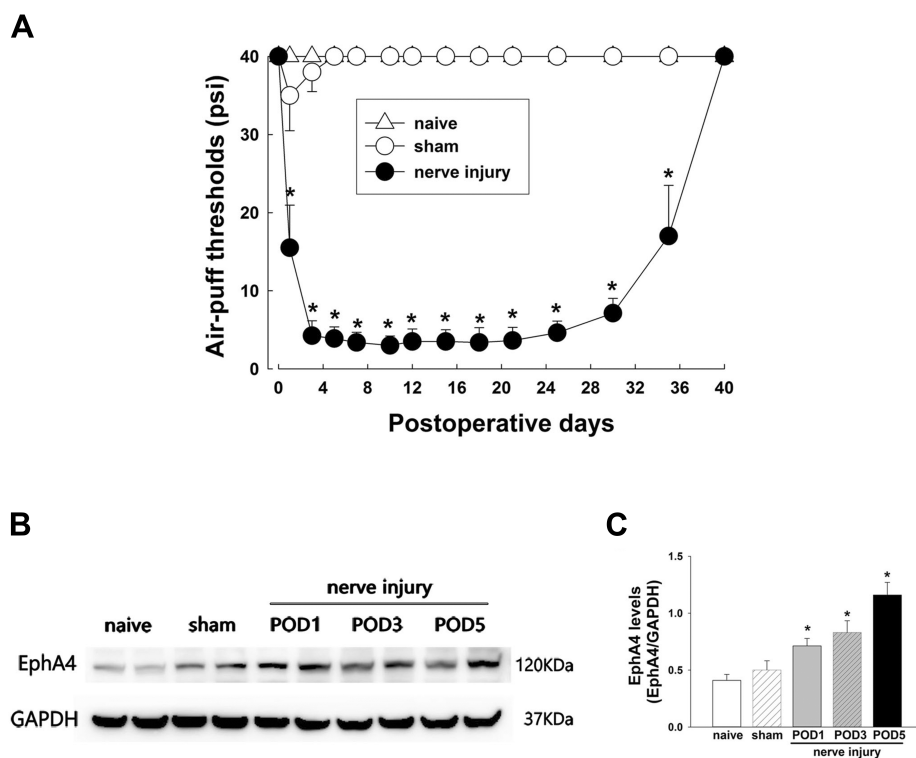 A
Air-puff thresholds (psi)
40
30
20
10
0
naive
sham
nerve injury
* * * * * * * * * * * *
0 4 8 12 16 20 24 28 32 36 40
Postoperative days
B
nerve injury
naive sham POD1 POD3 POD5
EphA4 120KDa
GAPDH 37KDa
C
EphA4 levels
(EphA4/GAPDH)
1.5
1.0
0.5
0.0
* * *
naive sham POD1 POD3 POD5
nerve injury